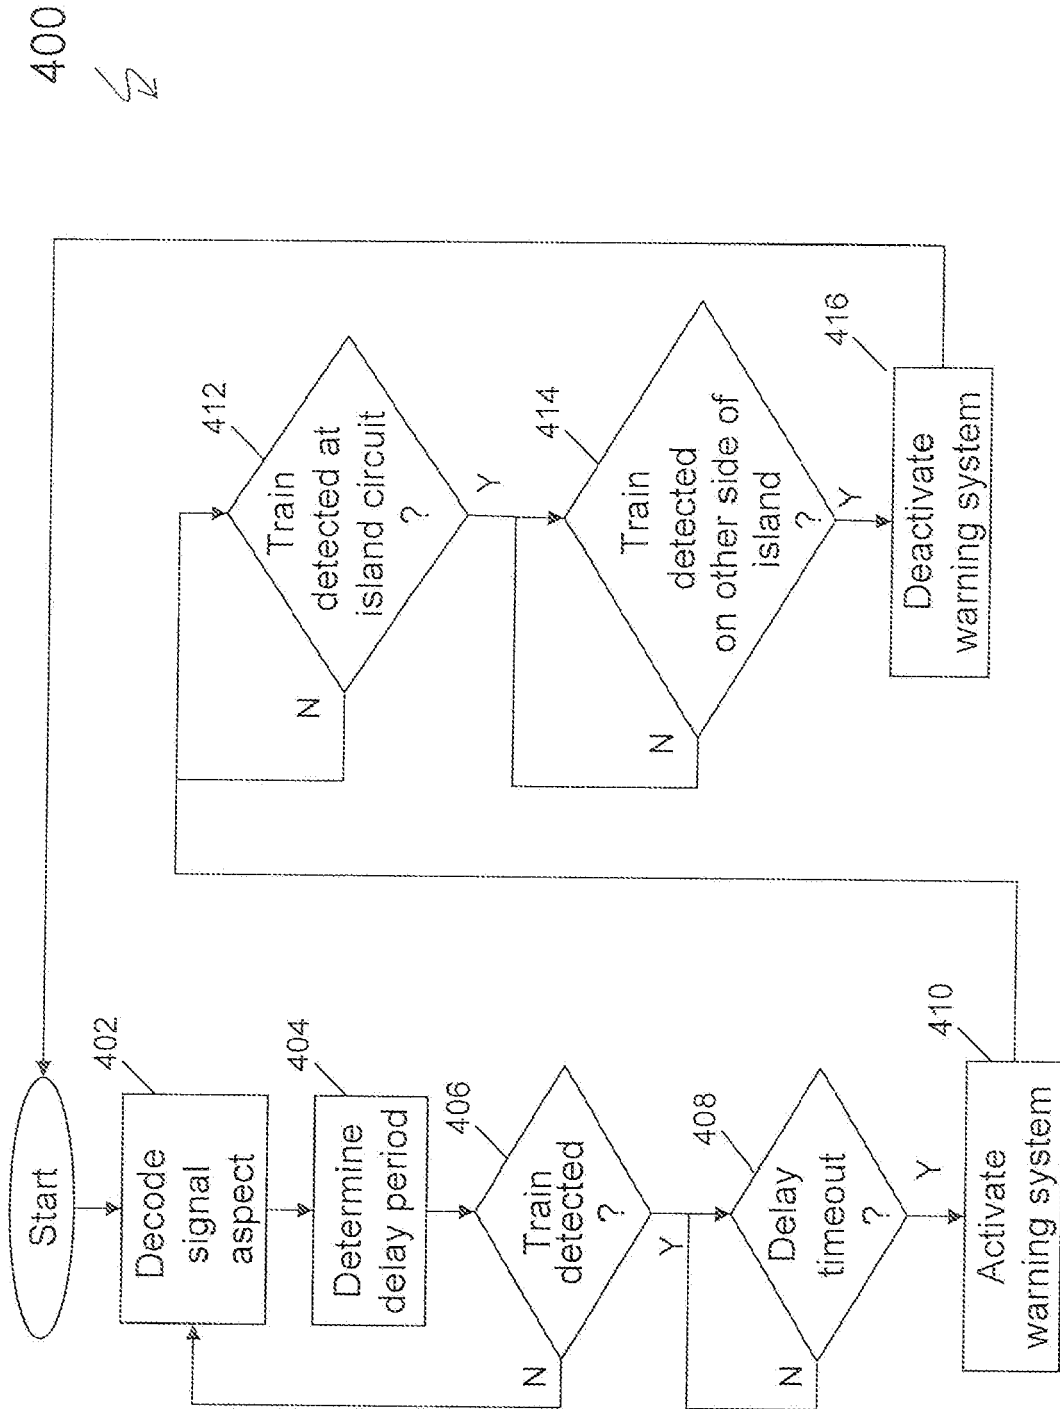 400
Start
402
Decode
signal
aspect
404
Determine
delay period
406
Train
detected
?
N
Y
408
Delay
timeout
?
N
Y
410
Activate
warning system
412
Train
detected at
island circuit
?
N
Y
414
Train
detected
on other side of
island
?
N
Y
416
Deactivate
warning system